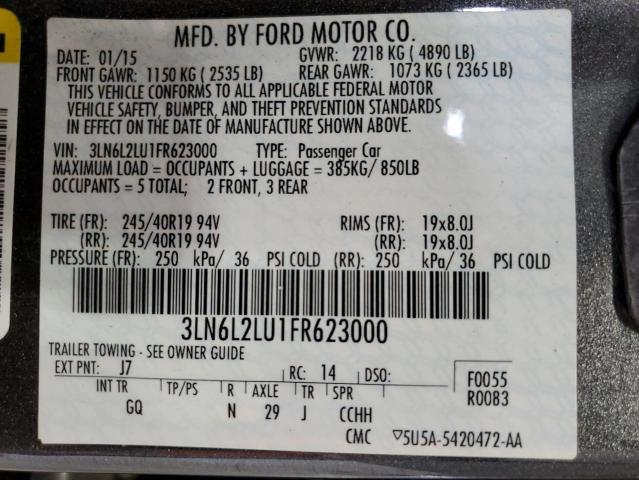 MFD. BY FORD MOTOR CO.
DATE: 01/15 GVWR: 2218 KG ( 4890 LB)
FRONT GAWR: 1150 KG ( 2535 LB) REAR GAWR: 1073 KG ( 2365 LB)
THIS VEHICLE CONFORMS TO ALL APPLICABLE FEDERAL MOTOR
VEHICLE SAFETY, BUMPER, AND THEFT PREVENTION STANDARDS
IN EFFECT ON THE DATE OF MANUFACTURE SHOWN ABOVE.
VIN: 3LN6L2LU1FR623000 TYPE: Passenger Car
MAXIMUM LOAD = OCCUPANTS + LUGGAGE = 385KG/ 850LB
OCCUPANTS = 5 TOTAL; 2 FRONT, 3 REAR
TIRE (FR): 245/40R19 94V RIMS (FR): 19x8.0J
(RR): 245/40R19 94V (RR): 19x8.0J
PRESSURE (FR): 250 kPa/ 36 PSI COLD (RR): 250 kPa/ 36 PSI COLD
3LN6L2LU1FR623000
TRAILER TOWING - SEE OWNER GUIDE
EXT PNT: J7 RC: 14 DSO: F0055
INT TR TP/PS R AXLE TR SPR R0083
GQ N 29 J CCHH
CMC ▽5U5A-5420472-AA